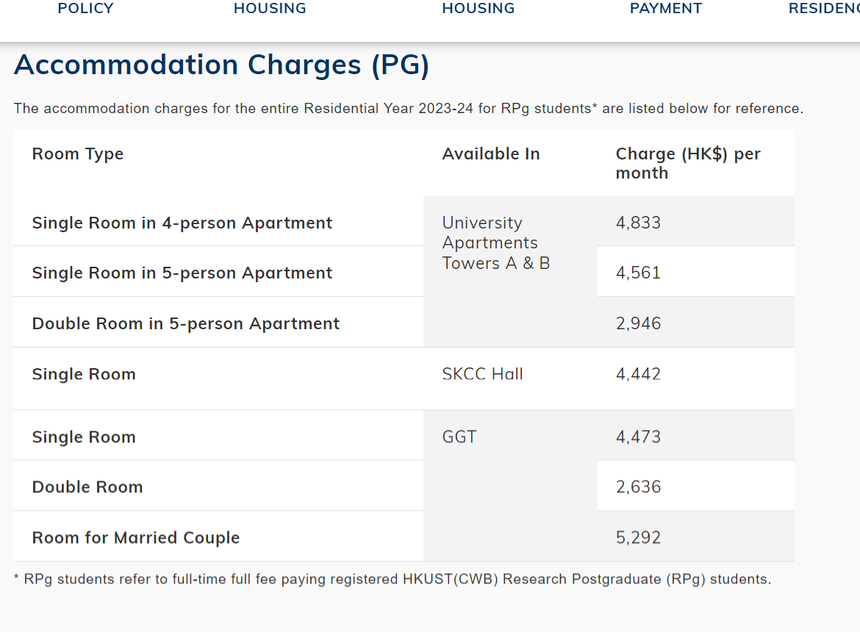 POLICY HOUSING HOUSING PAYMENT
Accommodation Charges (PG)
The accommodation charges for the entire Residential Year 2023-24 for RPg students* are listed below for reference.
Room Type Available In Charge (HK$) per
month
Single Room in 4-person Apartment University 4,833
Apartments
Towers A & B
Single Room in 5-person Apartment 4,561
Double Room in 5-person Apartment 2,946
Single Room SKCC Hall 4,442
Single Room GGT 4,473
Double Room 2,636
Room for Married Couple 5,292
* RPg students refer to full-time full fee paying registered HKUST(CWB) Research Postgraduate (RPg) students.